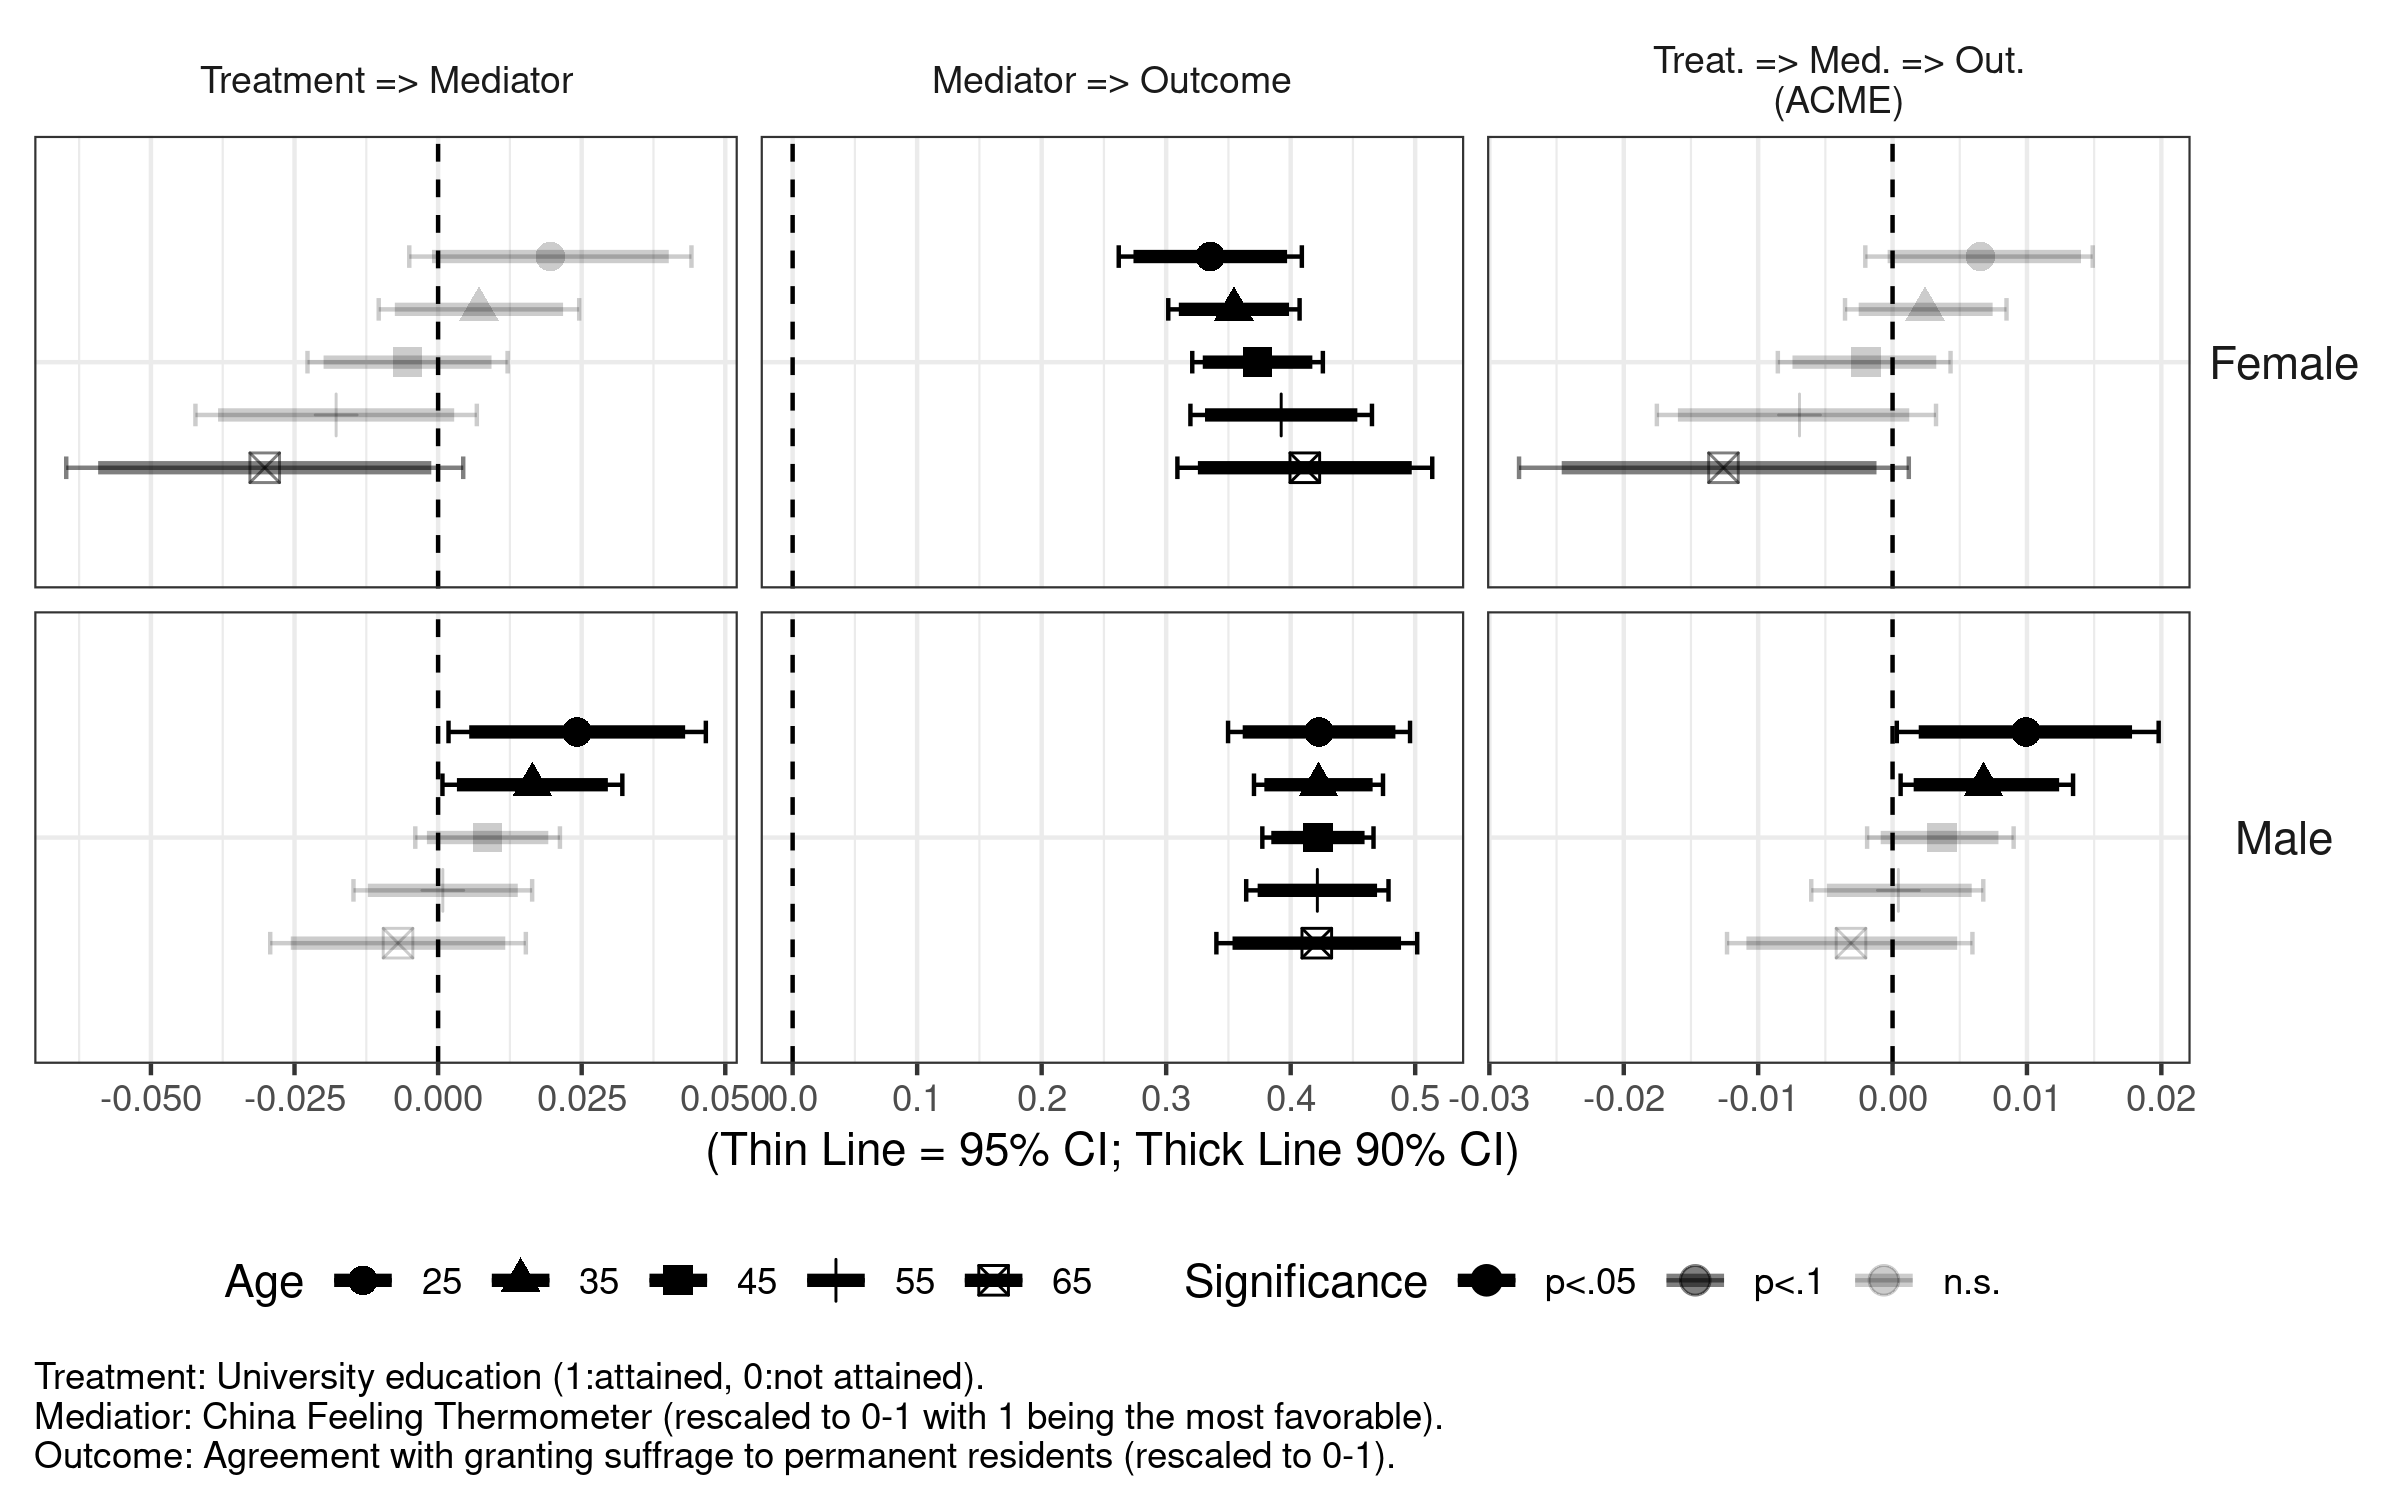 Treatment => Mediator
Mediator => Outcome
Treat. => Med. => Out.
(ACME)
Female
Male
-0.050 -0.025 0.000 0.025 0.050 0.0 0.1 0.2 0.3 0.4 0.5 -0.03 -0.02 -0.01 0.00 0.01 0.02
(Thin Line = 95% CI; Thick Line 90% CI)
Age 25 35 45 55 65 Significance p<.05 p<.1 n.s.
Treatment: University education (1:attained, 0:not attained).
Mediatior: China Feeling Thermometer (rescaled to 0-1 with 1 being the most favorable).
Outcome: Agreement with granting suffrage to permanent residents (rescaled to 0-1).